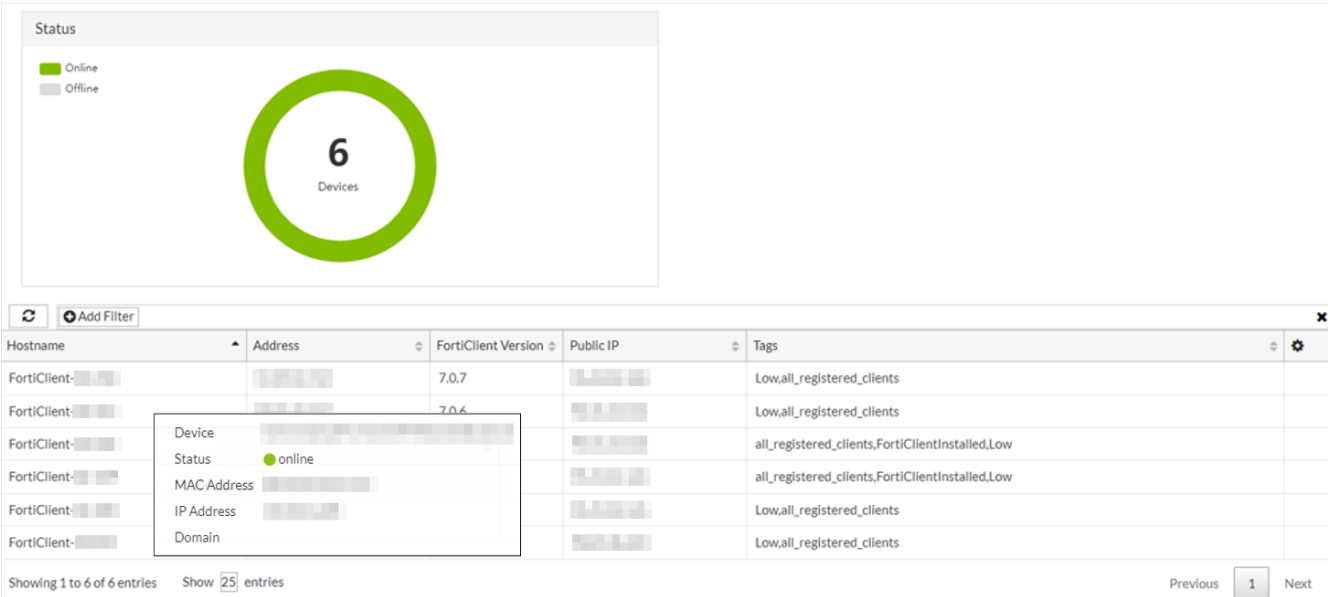 Status
Online
Offline
6
Devices
Add Filter
Hostname Address FortiClient Version Public IP Tags
FortiClient- 7.0.7 Low,all_registered_clients
FortiClient- 7.0.6 Low,all_registered_clients
FortiClient- all_registered_clients,FortiClientInstalled,Low
FortiClient- all_registered_clients,FortiClientInstalled,Low
FortiClient- Low,all_registered_clients
FortiClient- Low,all_registered_clients
Device
Status online
MAC Address
IP Address
Domain
Showing 1 to 6 of 6 entries Show 25 entries Previous 1 Next